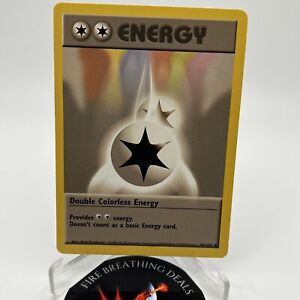 ENERGY
Double Colorless Energy
Provides energy.
Doesn't count as a basic Energy card.
FIRE BREATHING DEALS